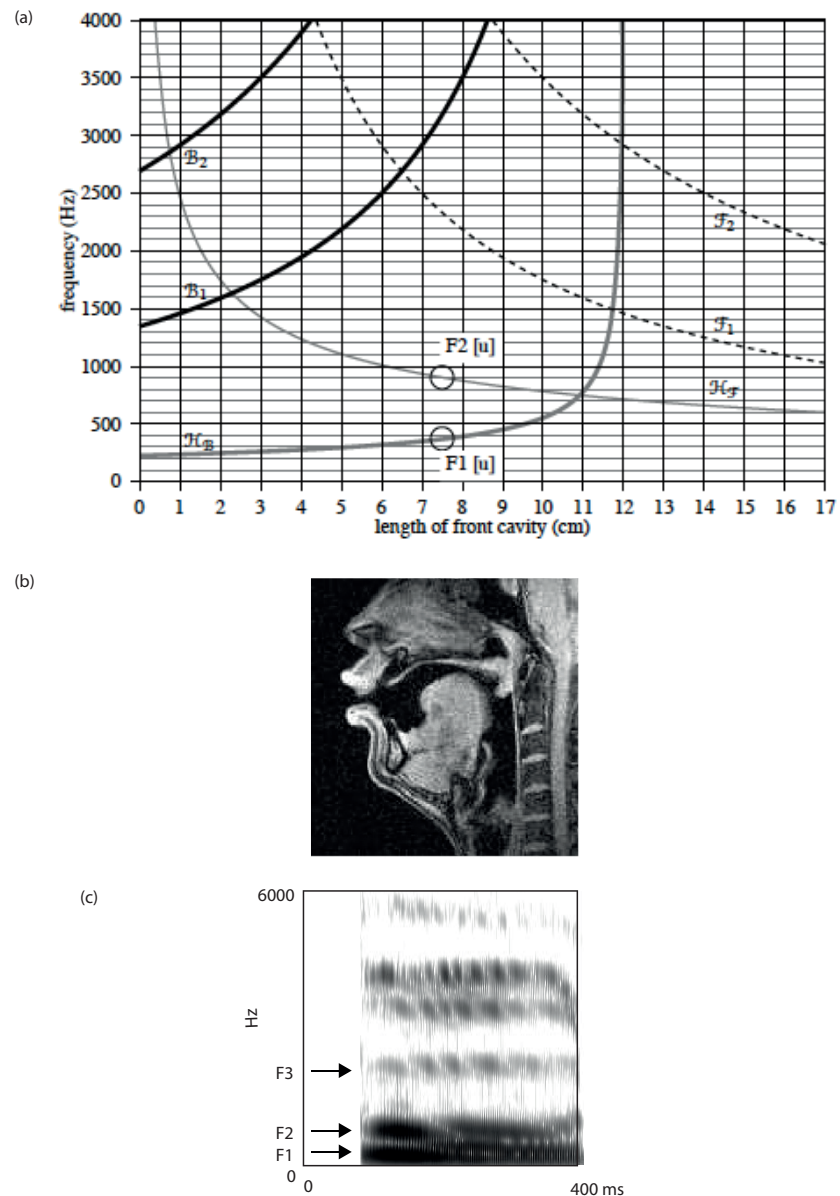 (a)
4000
3500
3000
2500
2000
1500
1000
500
0
frequency (Hz)
ℬ2
ℬ1
ℱ2
ℱ1
F2 [u]
ℋℱ
ℋℬ
F1 [u]
0 1 2 3 4 5 6 7 8 9 10 11 12 13 14 15 16 17
length of front cavity (cm)
(b)
(c)
6000
Hz
F3
F2
F1
0
0
400 ms